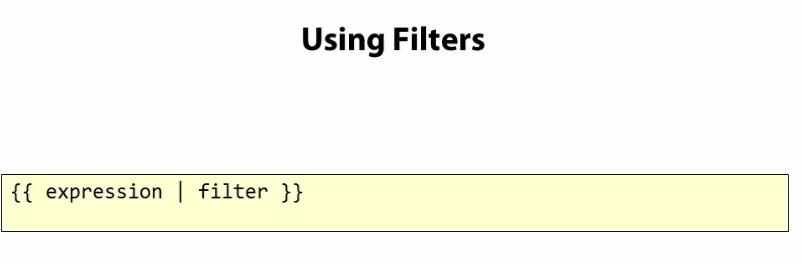 Using Filters
{{ expression | filter }}